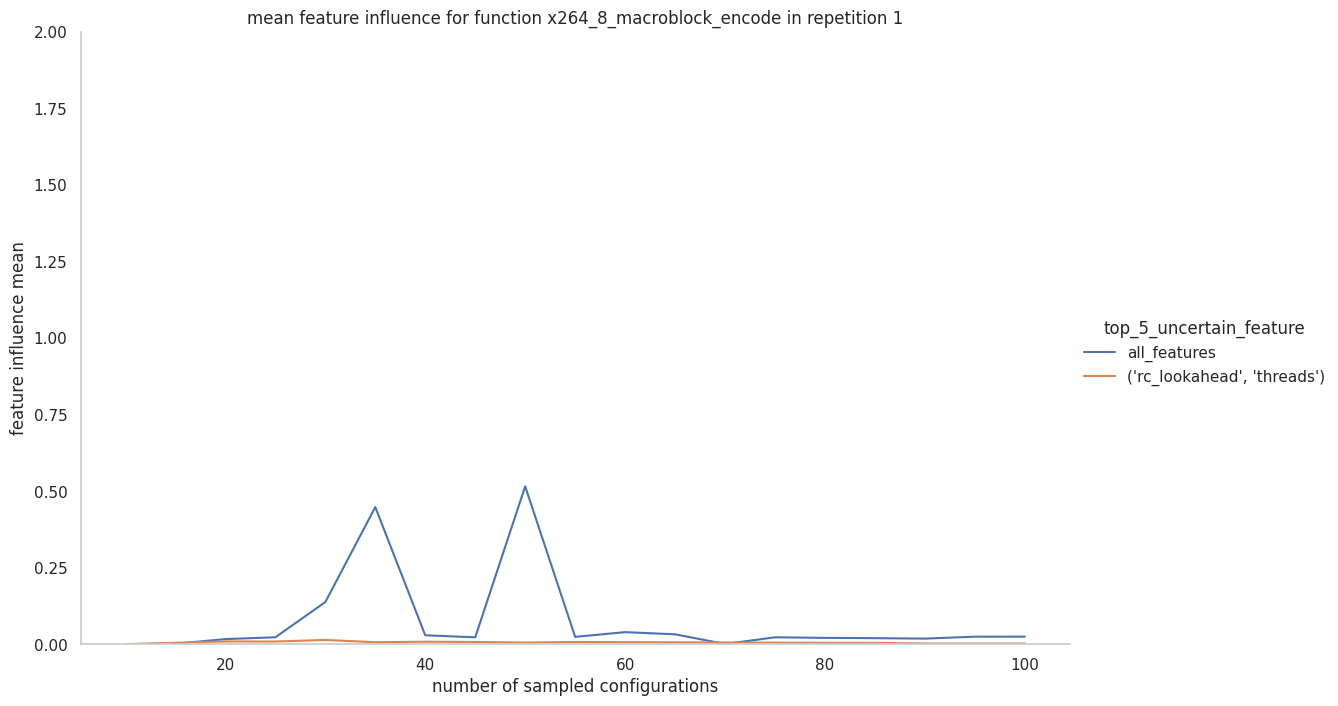 mean feature influence for function x264_8_macroblock_encode in repetition 1
2.00
1.75
1.50
1.25
1.00
0.75
0.50
0.25
0.00
feature influence mean
20
40
60
80
100
number of sampled configurations
top_5_uncertain_feature
all_features
('rc_lookahead', 'threads')